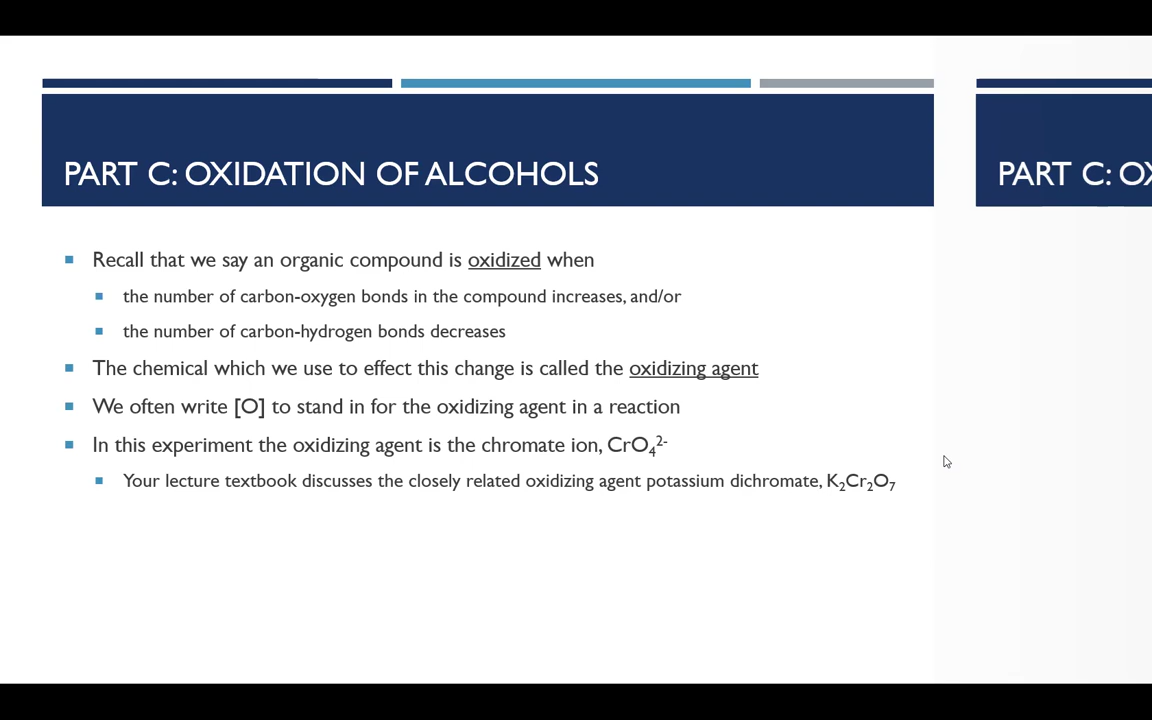 PART C: OXIDATION OF ALCOHOLS
PART C: OX
Recall that we say an organic compound is oxidized when
the number of carbon-oxygen bonds in the compound increases, and/or
the number of carbon-hydrogen bonds decreases
The chemical which we use to effect this change is called the oxidizing agent
We often write [O] to stand in for the oxidizing agent in a reaction
In this experiment the oxidizing agent is the chromate ion, CrO₄²⁻
Your lecture textbook discusses the closely related oxidizing agent potassium dichromate, K₂Cr₂O₇